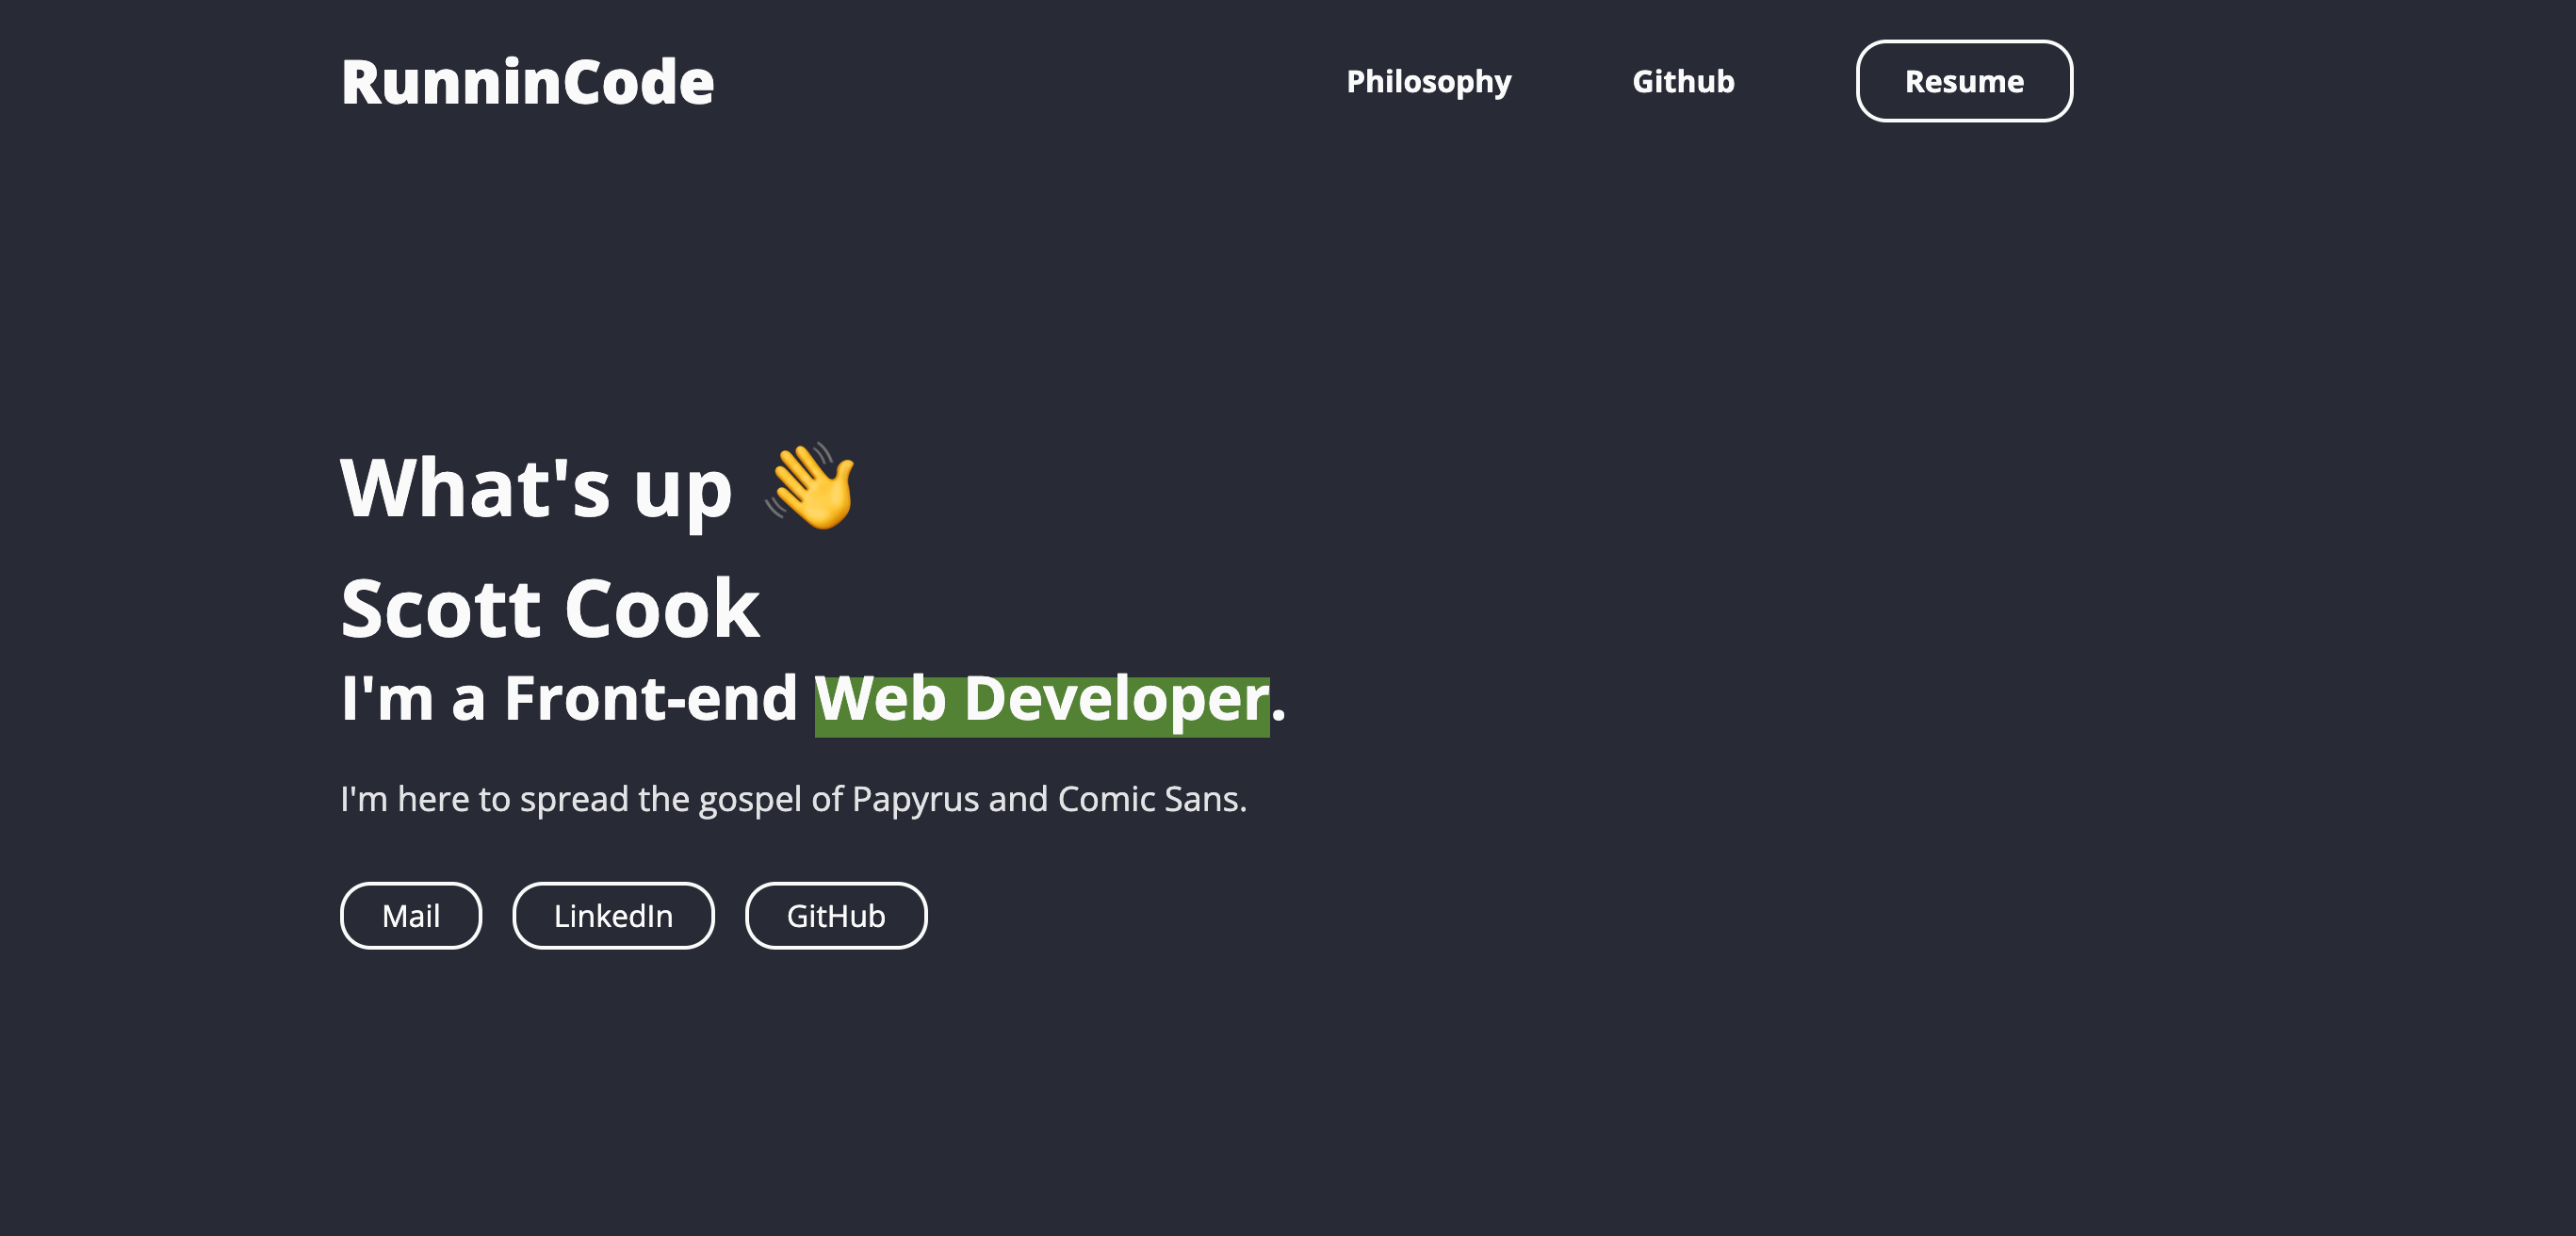 RunninCode
Philosophy Github Resume
What's up 👋
Scott Cook
I'm a Front-end Web Developer.
I'm here to spread the gospel of Papyrus and Comic Sans.
Mail LinkedIn GitHub